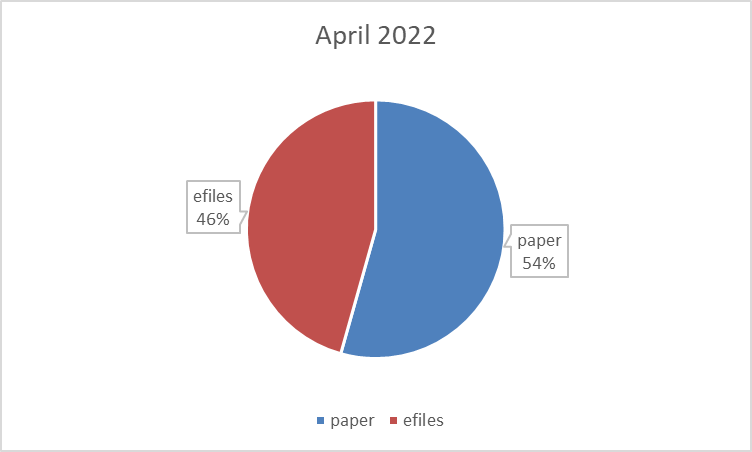 April 2022
efiles
46%
paper
54%
paper efiles